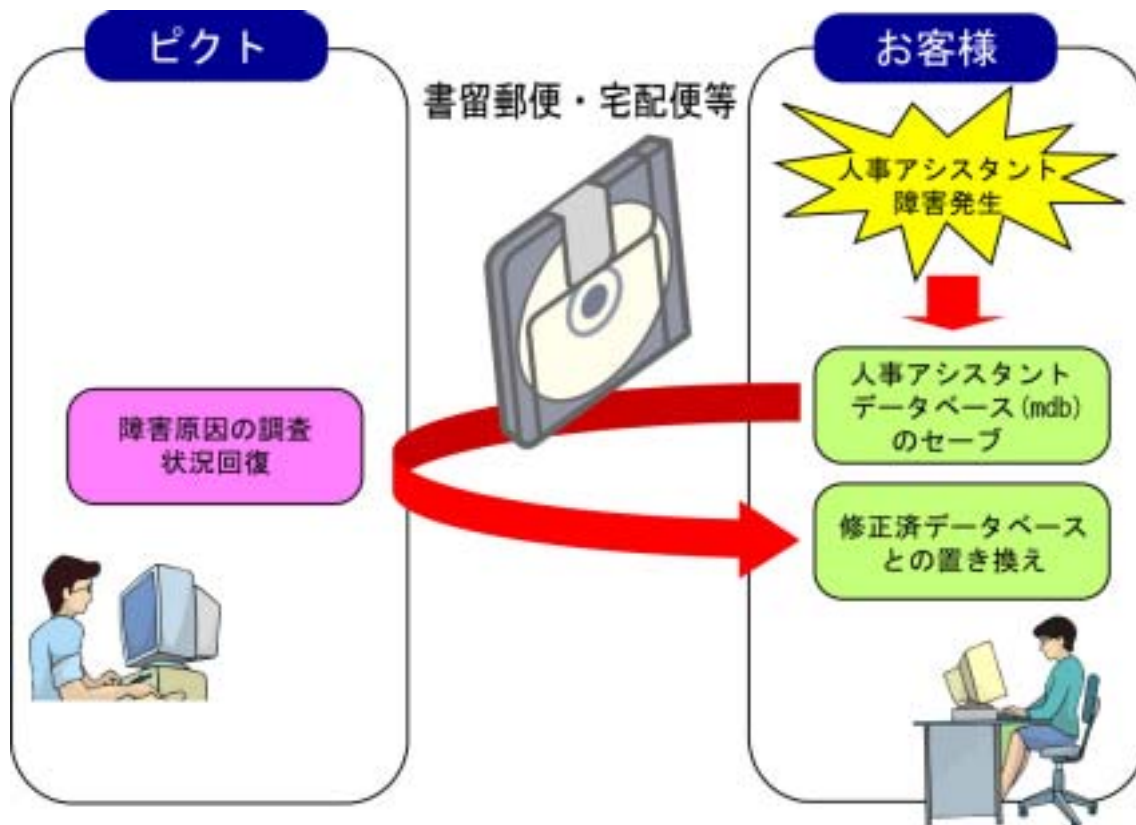 ピクト
お客様
書留郵便・宅配便等
人事アシスタント
障害発生
人事アシスタント
データベース(mdb)
のセーブ
障害原因の調査
状況回復
修正済データベース
との置き換え